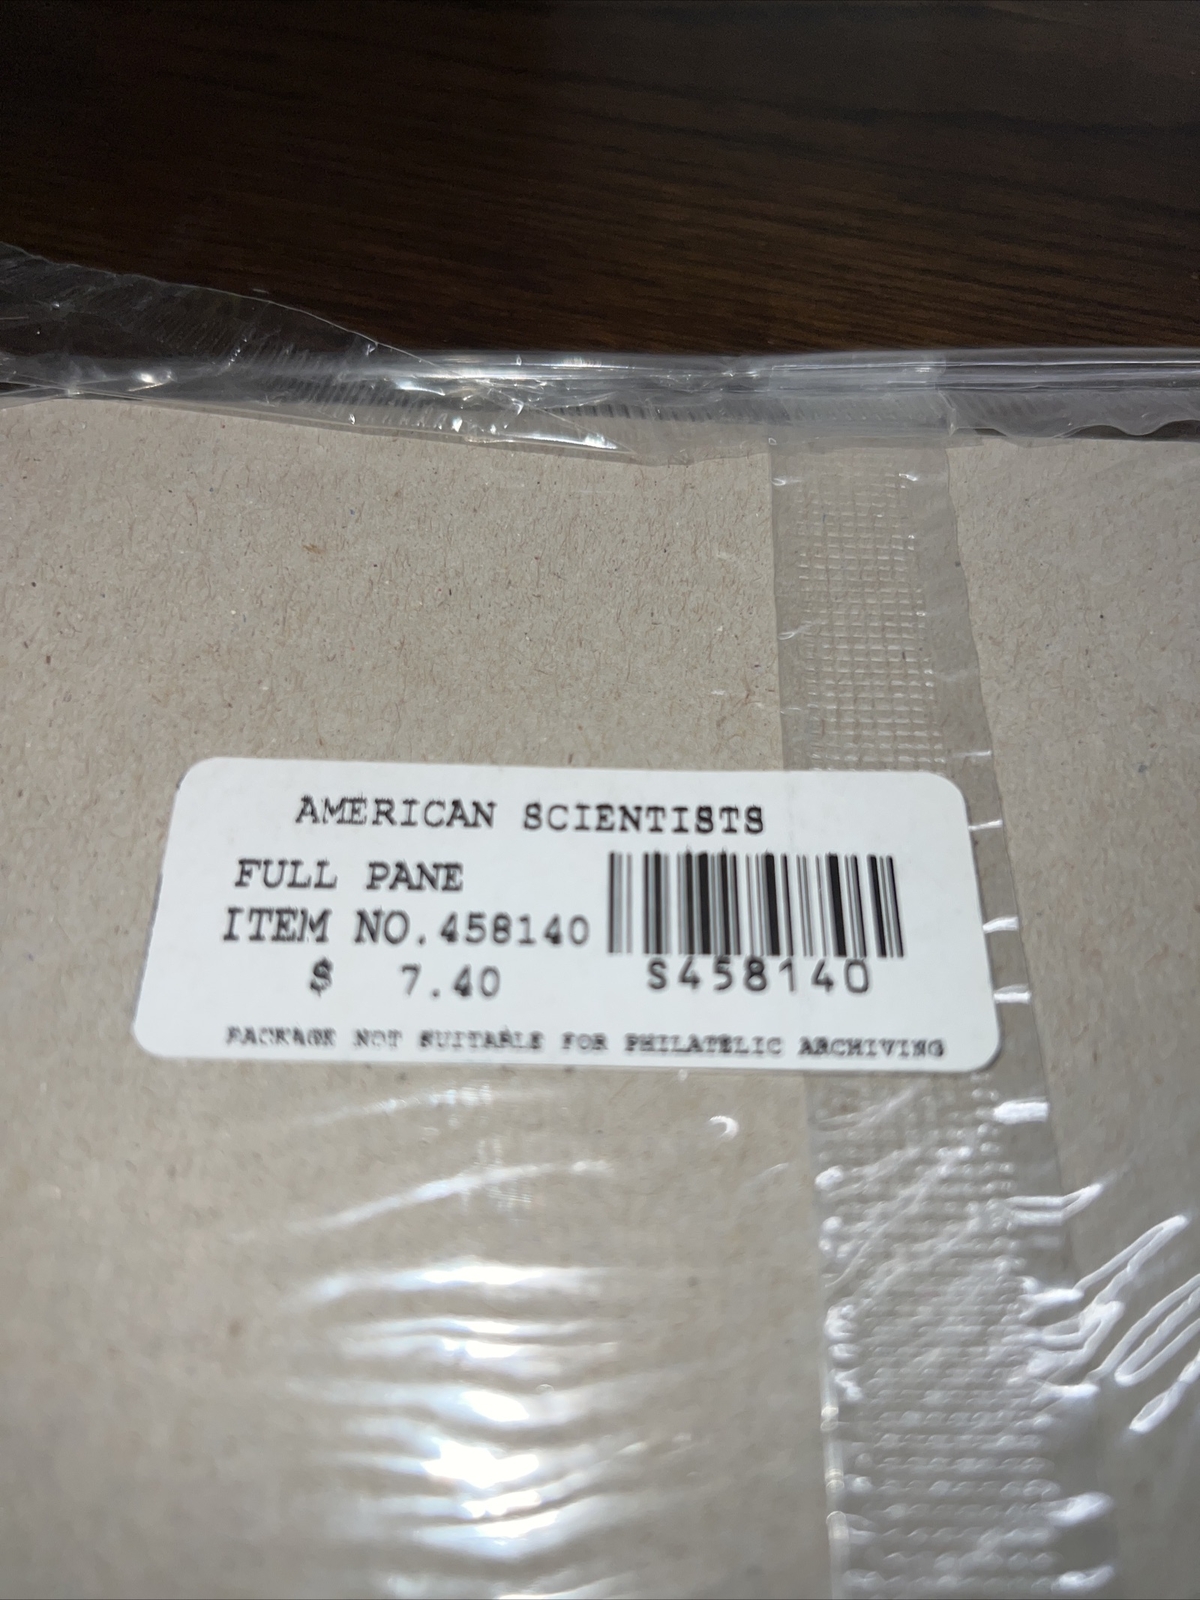 AMERICAN SCIENTISTS
FULL PANE
ITEM NO.458140
$ 7.40
S458140
PACKAGE NOT SUITABLE FOR PHILATELIC ARCHIVING